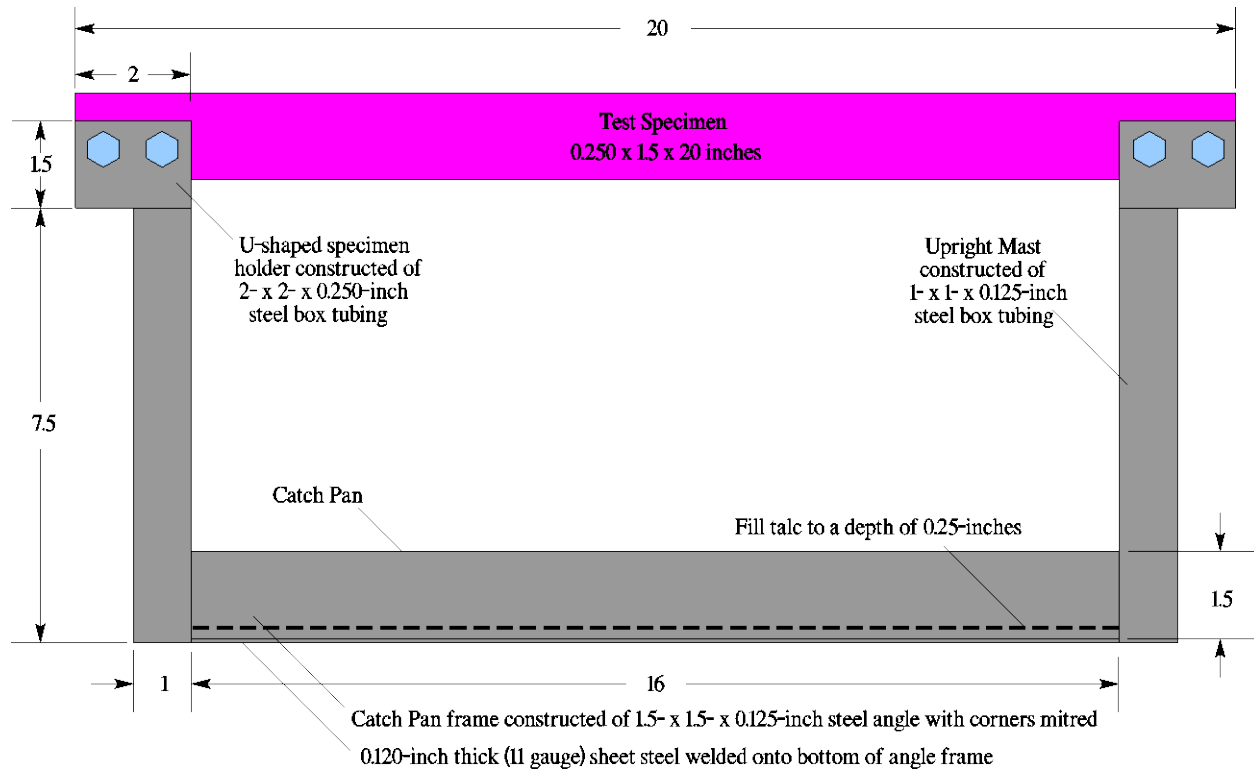 20
2
Test Specimen
0.250 x 1.5 x 20 inches
1.5
U-shaped specimen
holder constructed of
2- x 2- x 0.250-inch
steel box tubing
Upright Mast
constructed of
1- x 1- x 0.125-inch
steel box tubing
7.5
Catch Pan
Fill talc to a depth of 0.25-inches
1.5
1
16
Catch Pan frame constructed of 1.5- x 1.5- x 0.125-inch steel angle with corners mitred
0.120-inch thick (11 gauge) sheet steel welded onto bottom of angle frame